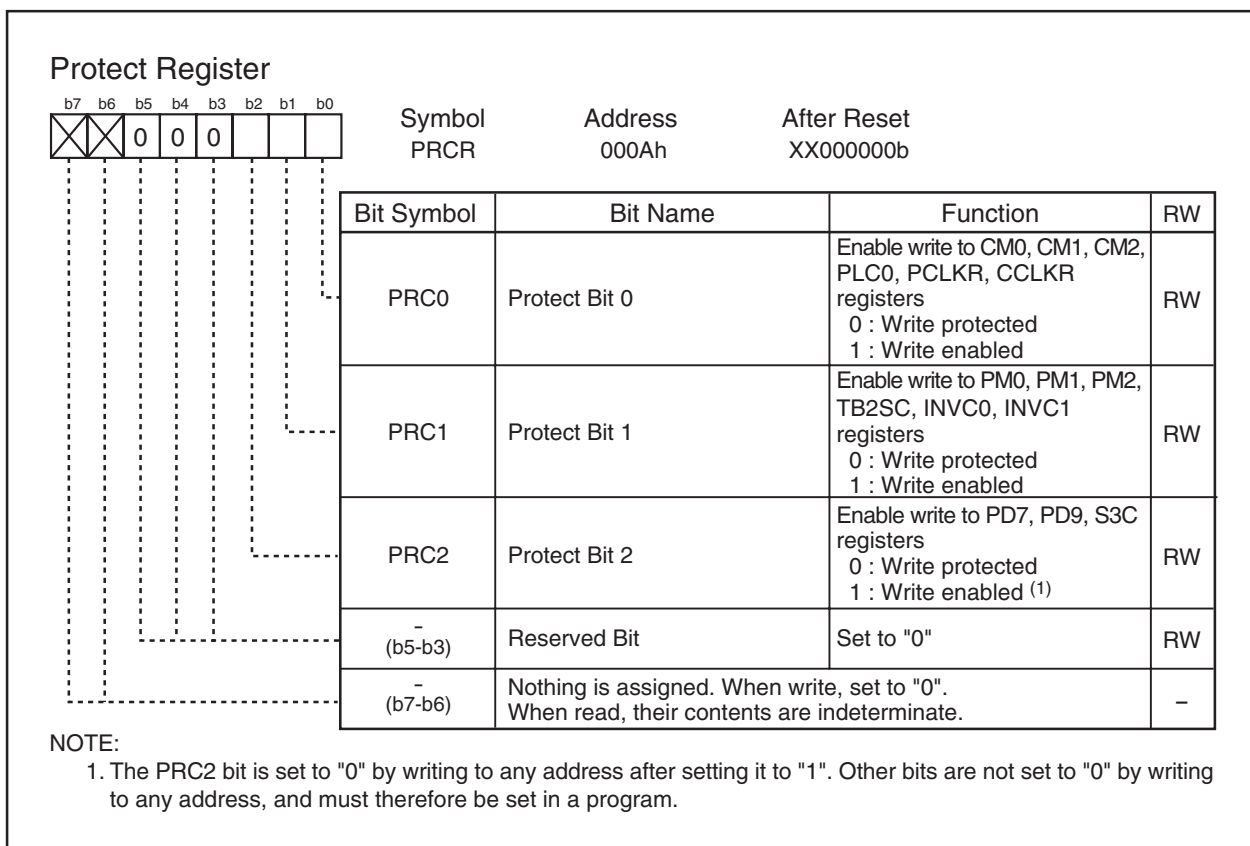 Protect Register
b7 b6 b5 b4 b3 b2 b1 b0
0 0 0
Symbol Address After Reset
PRCR 000Ah XX000000b
Bit Symbol Bit Name Function RW
PRC0 Protect Bit 0 RW
Enable write to CM0, CM1, CM2,
PLC0, PCLKR, CCLKR
registers
0 : Write protected
1 : Write enabled
PRC1 Protect Bit 1 RW
Enable write to PM0, PM1, PM2,
TB2SC, INVC0, INVC1
registers
0 : Write protected
1 : Write enabled
PRC2 Protect Bit 2 RW
Enable write to PD7, PD9, S3C
registers
0 : Write protected
1 : Write enabled (1)
–
(b5-b3) Reserved Bit Set to "0" RW
–
(b7-b6) –
Nothing is assigned. When write, set to "0".
When read, their contents are indeterminate.
NOTE:
1. The PRC2 bit is set to "0" by writing to any address after setting it to "1". Other bits are not set to "0" by writing
to any address, and must therefore be set in a program.